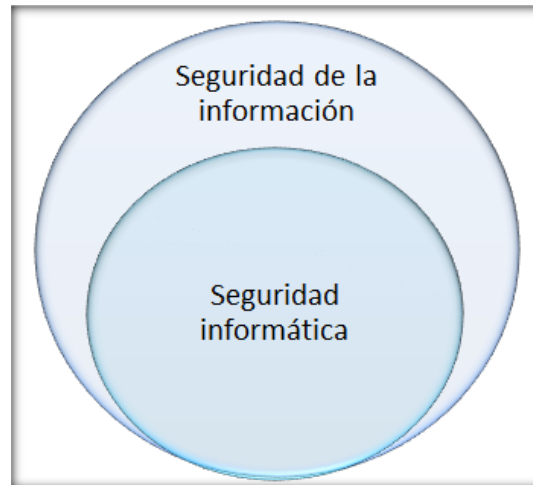 Seguridad de la
información
Seguridad
informática